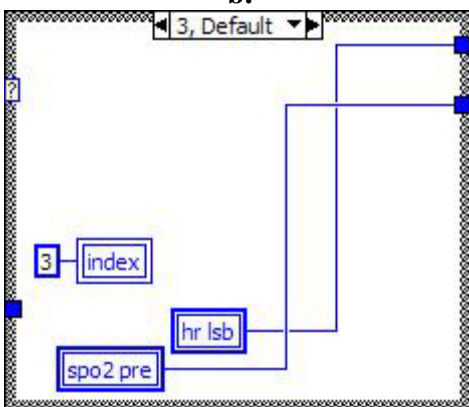 b.
3, Default
?
3 index
hr lsb
spo2 pre